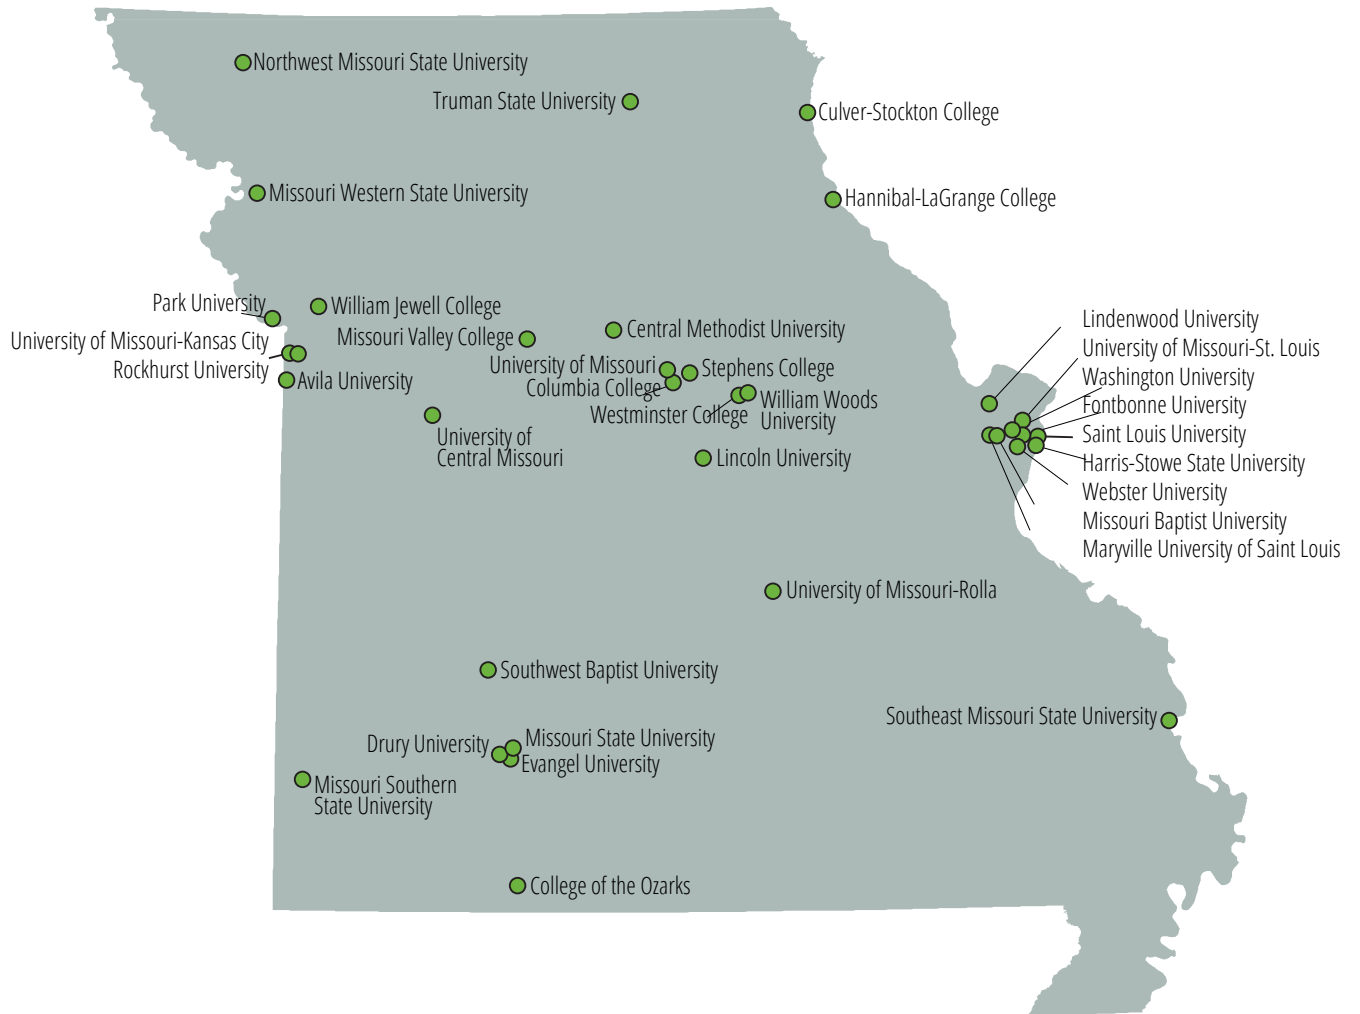 Northwest Missouri State University
Truman State University
Culver-Stockton College
Missouri Western State University
Hannibal-LaGrange College
Park University
William Jewell College
University of Missouri-Kansas City
Rockhurst University
Missouri Valley College
Central Methodist University
Avila University
University of Missouri
Columbia College
Stephens College
Westminster College
William Woods
University
University of
Central Missouri
Lincoln University
Lindenwood University
University of Missouri-St. Louis
Washington University
Fontbonne University
Saint Louis University
Harris-Stowe State University
Webster University
Missouri Baptist University
Maryville University of Saint Louis
University of Missouri-Rolla
Southwest Baptist University
Southeast Missouri State University
Drury University
Missouri State University
Evangel University
Missouri Southern
State University
College of the Ozarks